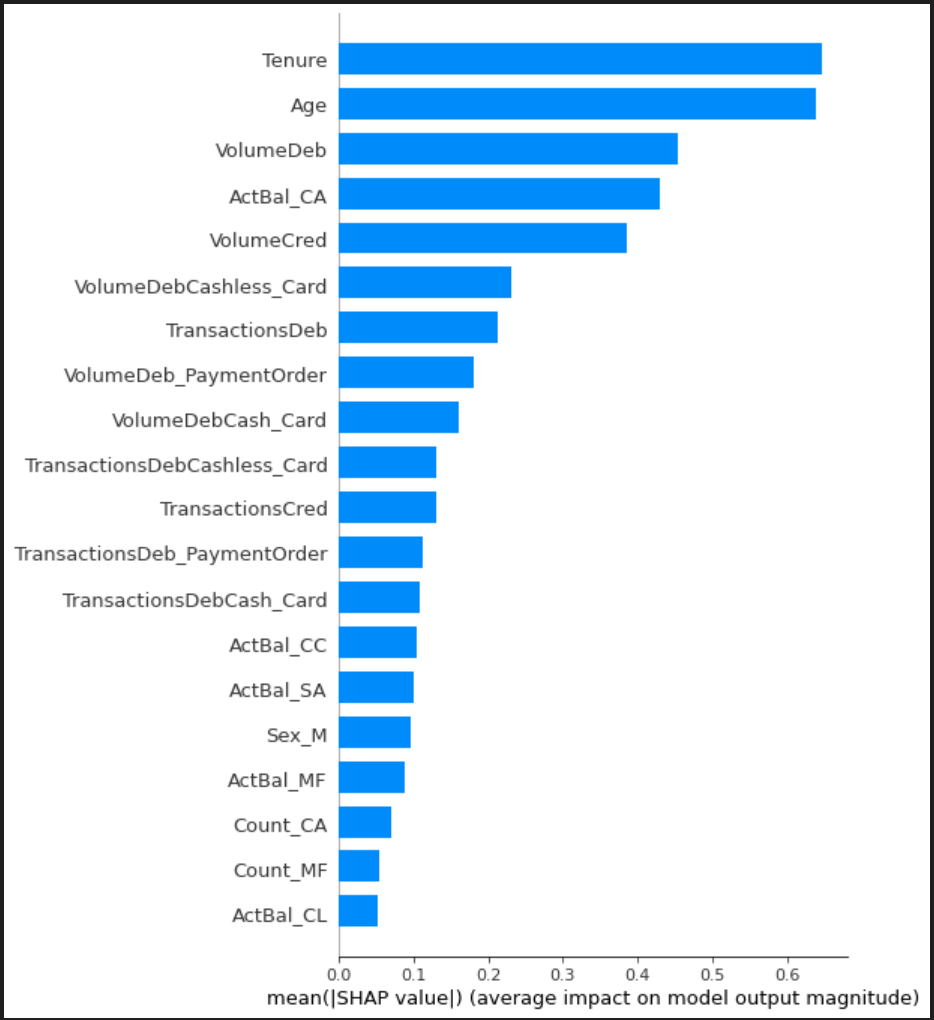 Tenure
Age
VolumeDeb
ActBal_CA
VolumeCred
VolumeDebCashless_Card
TransactionsDeb
VolumeDeb_PaymentOrder
VolumeDebCash_Card
TransactionsDebCashless_Card
TransactionsCred
TransactionsDeb_PaymentOrder
TransactionsDebCash_Card
ActBal_CC
ActBal_SA
Sex_M
ActBal_MF
Count_CA
Count_MF
ActBal_CL
0.0 0.1 0.2 0.3 0.4 0.5 0.6
mean(|SHAP value|) (average impact on model output magnitude)